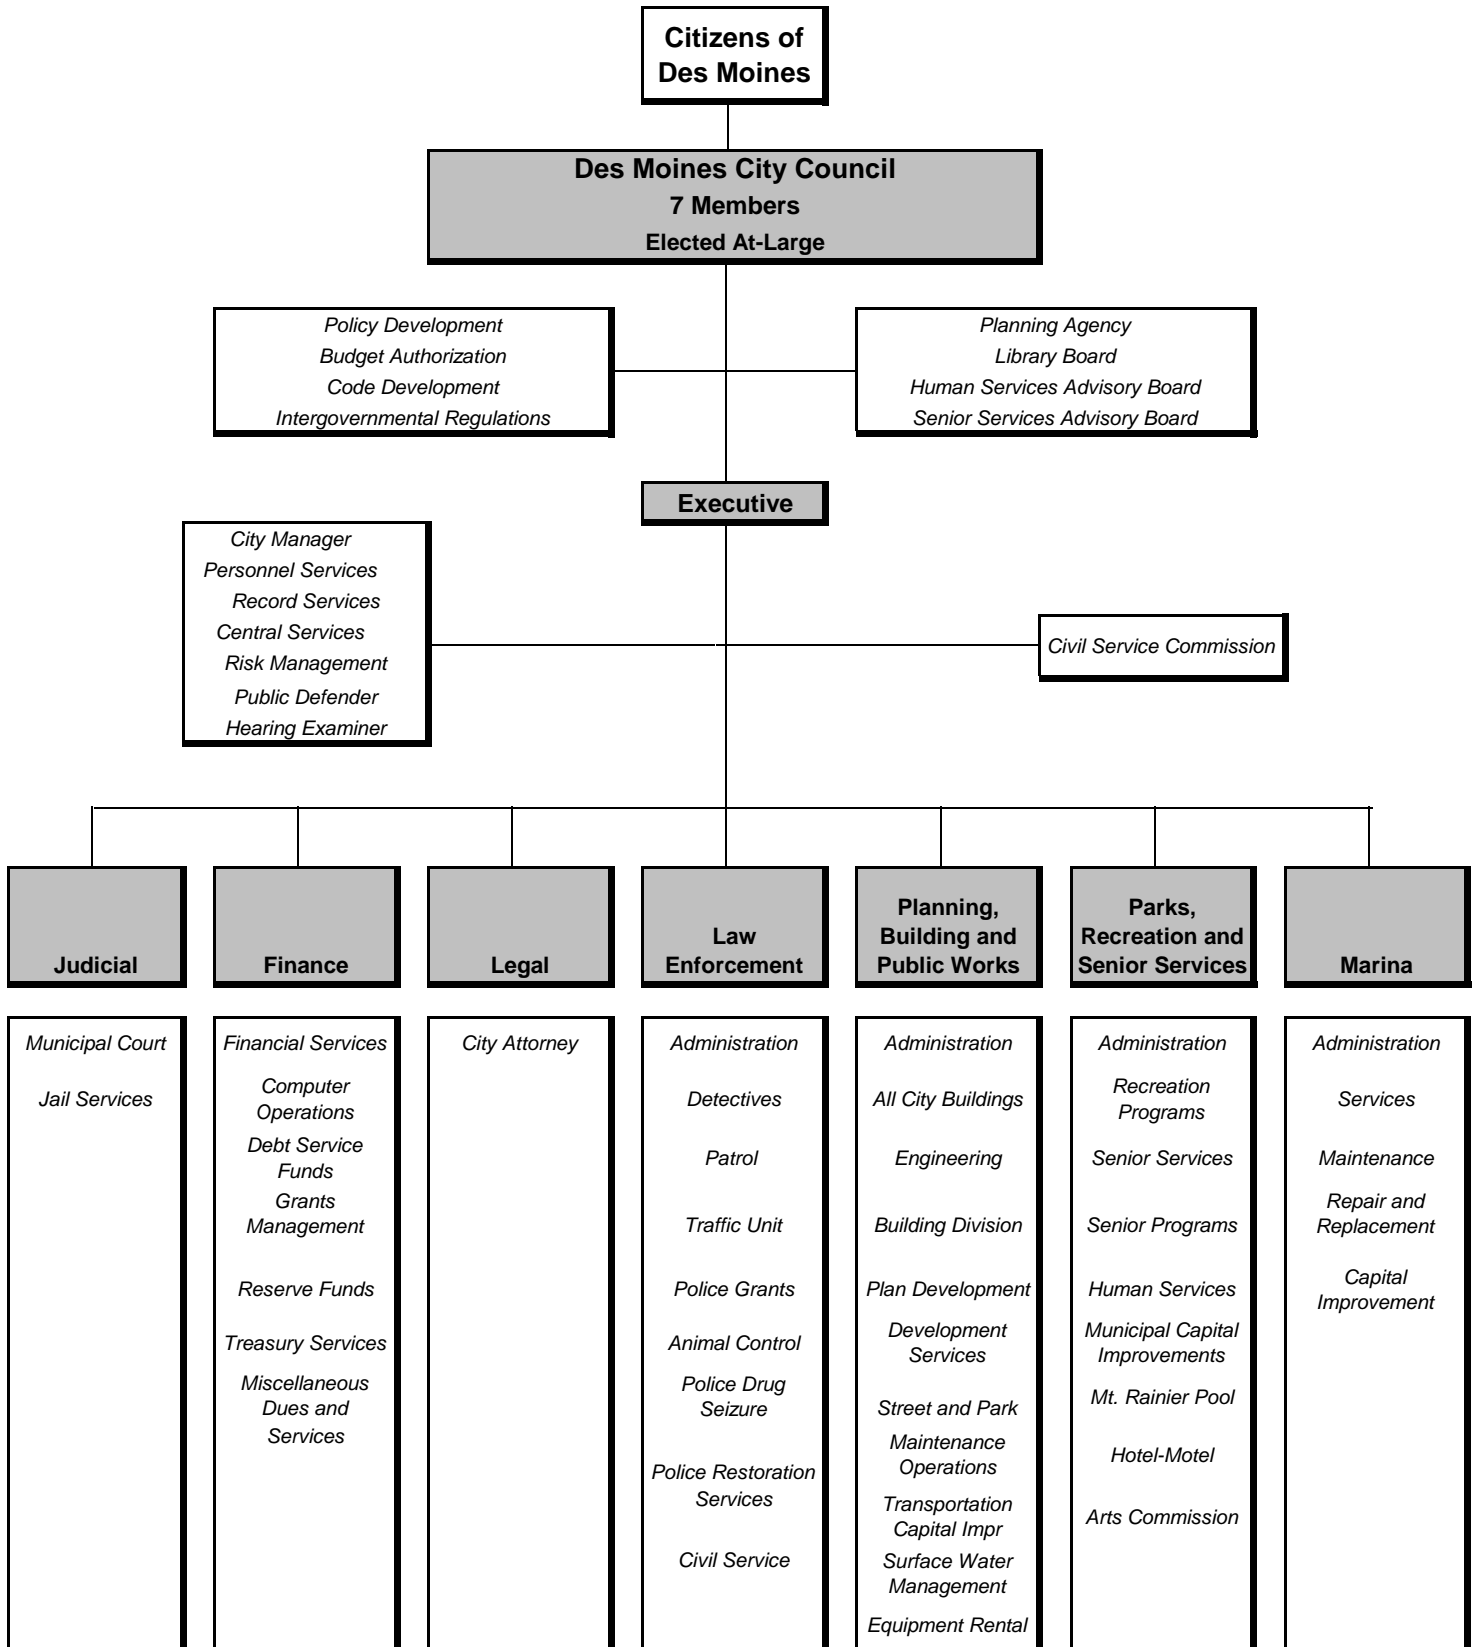 Citizens of
Des Moines
Des Moines City Council
7 Members
Elected At-Large
Policy Development
Budget Authorization
Code Development
Intergovernmental Regulations
Planning Agency
Library Board
Human Services Advisory Board
Senior Services Advisory Board
Executive
City Manager
Personnel Services
Record Services
Central Services
Risk Management
Public Defender
Hearing Examiner
Civil Service Commission
Judicial
Finance
Legal
Law
Enforcement
Planning,
Building and
Public Works
Parks,
Recreation and
Senior Services
Marina
Municipal Court
Jail Services
Financial Services
Computer
Operations
Debt Service
Funds
Grants
Management
Reserve Funds
Treasury Services
Miscellaneous
Dues and
Services
City Attorney
Administration
Detectives
Patrol
Traffic Unit
Police Grants
Animal Control
Police Drug
Seizure
Police Restoration
Services
Civil Service
Administration
All City Buildings
Engineering
Building Division
Plan Development
Development
Services
Street and Park
Maintenance
Operations
Transportation
Capital Impr
Surface Water
Management
Equipment Rental
Administration
Recreation
Programs
Senior Services
Senior Programs
Human Services
Municipal Capital
Improvements
Mt. Rainier Pool
Hotel-Motel
Arts Commission
Administration
Services
Maintenance
Repair and
Replacement
Capital
Improvement